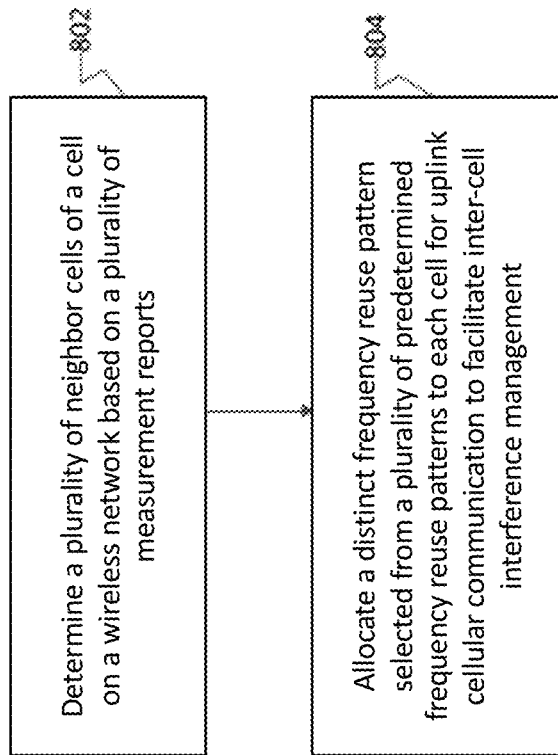 802
Determine a plurality of neighbor cells of a cell
on a wireless network based on a plurality of
measurement reports
804
Allocate a distinct frequency reuse pattern
selected from a plurality of predetermined
frequency reuse patterns to each cell for uplink
cellular communication to facilitate inter-cell
interference management